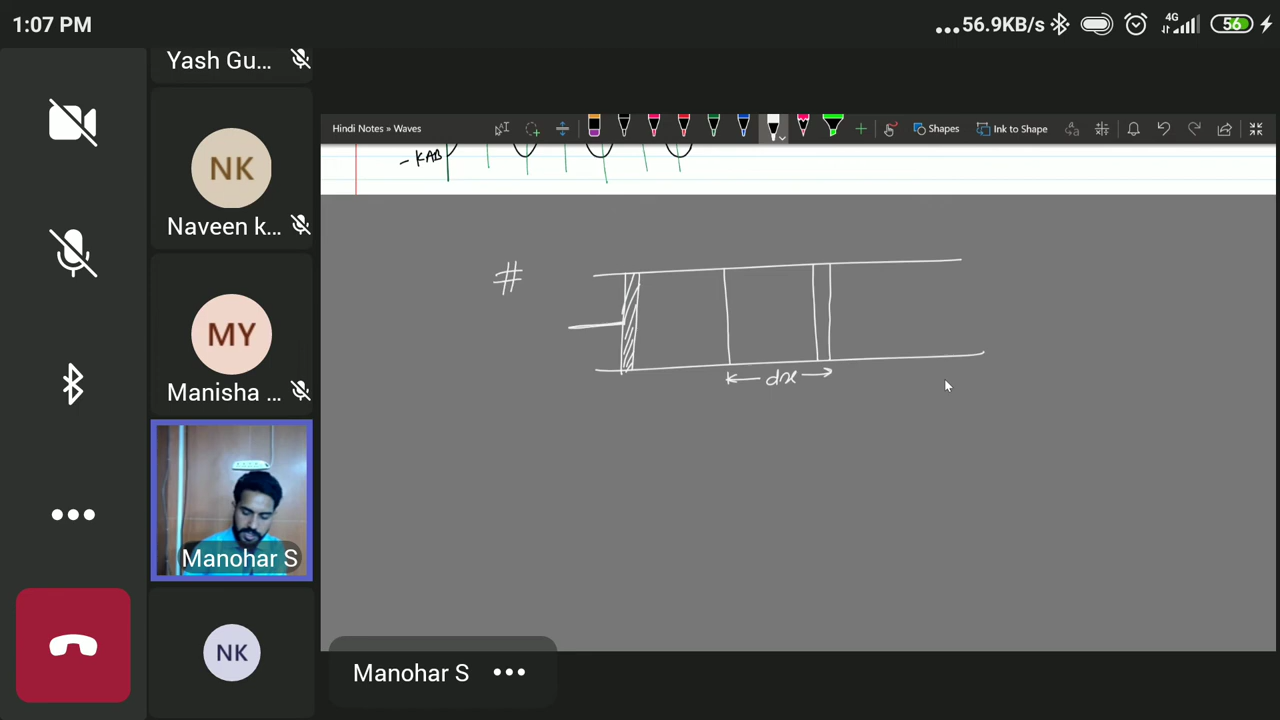 1:07 PM
...56.9KB/s 4G 56
Yash Gu...
NK
Naveen k...
MY
Manisha ...
Manohar S
NK
Hindi Notes » Waves
Shapes
Ink to Shape
- KAB
#
dx
Manohar S